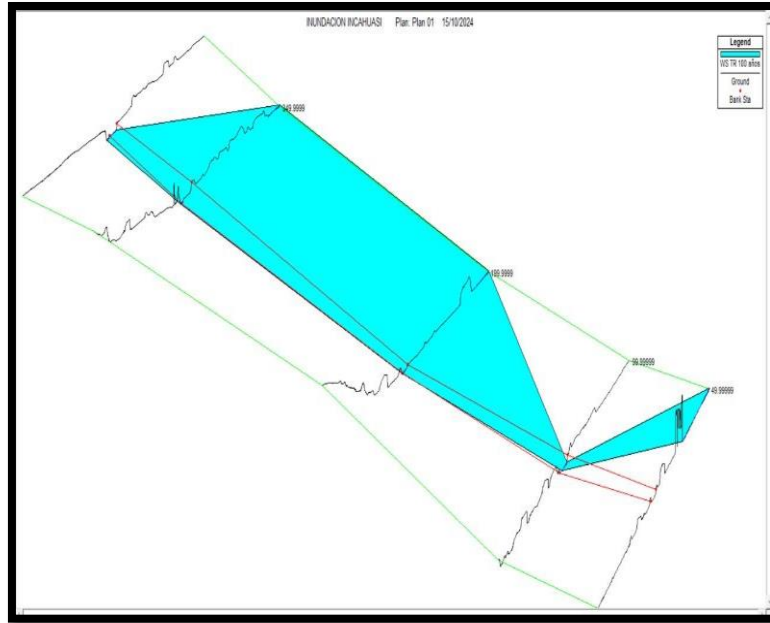 INUNDACION INCAHUASI Plan: Plan 01 15/10/2024
Legend
WS TR 100 años
Ground
Bank Sta
249.9999
199.9999
99.99999
49.99999